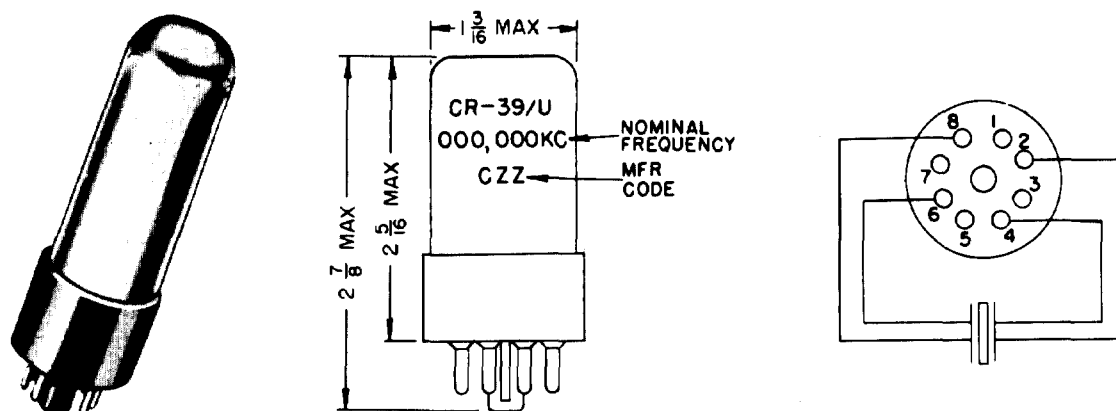 1 3/16 MAX
2 7/8 MAX
2 5/16 MAX
CR-39/U
000,000KC
NOMINAL
FREQUENCY
CZZ
MFR
CODE
8
1
2
7
3
6
5
4